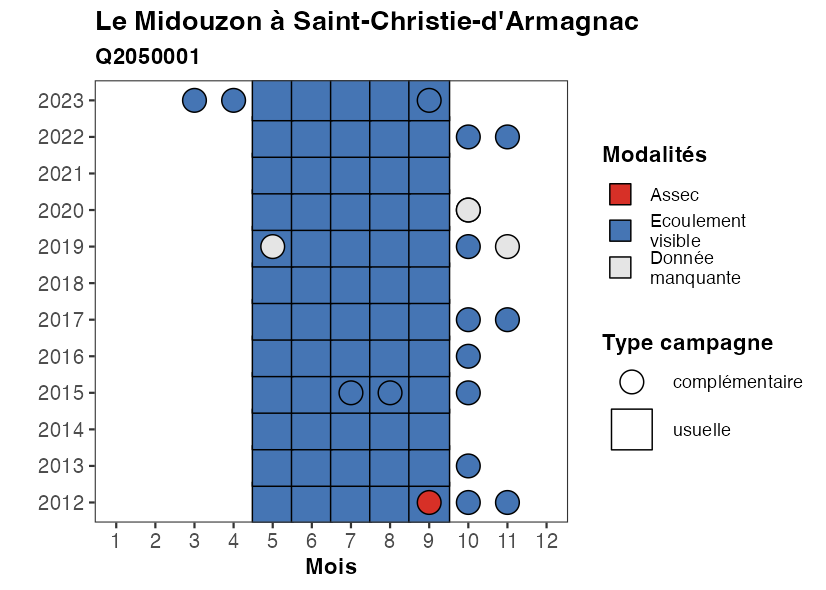 Le Midouzon à Saint-Christie-d'Armagnac
Q2050001
2023
2022
2021
2020
2019
2018
2017
2016
2015
2014
2013
2012
1 2 3 4 5 6 7 8 9 10 11 12
Mois
Modalités
Assec
Ecoulement
visible
Donnée
manquante
Type campagne
complémentaire
usuelle